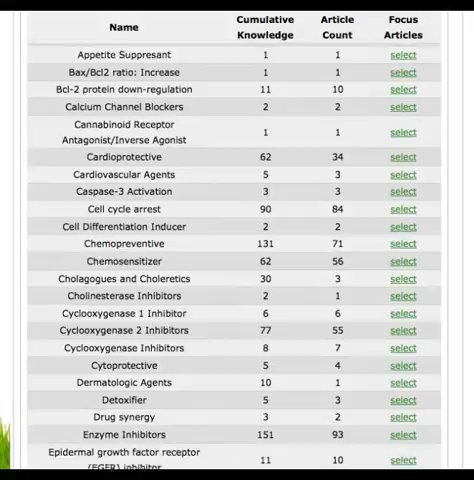 Name Cumulative Knowledge Article Count Focus Articles
Appetite Suppresant 1 1 select
Bax/Bcl2 ratio: Increase 1 1 select
Bcl-2 protein down-regulation 11 10 select
Calcium Channel Blockers 2 2 select
Cannabinoid Receptor
Antagonist/Inverse Agonist 1 1 select
Cardioprotective 62 34 select
Cardiovascular Agents 5 3 select
Caspase-3 Activation 3 3 select
Cell cycle arrest 90 84 select
Cell Differentiation Inducer 2 2 select
Chemopreventive 131 71 select
Chemosensitizer 62 56 select
Cholagogues and Choleretics 30 3 select
Cholinesterase Inhibitors 2 1 select
Cyclooxygenase 1 Inhibitor 6 6 select
Cyclooxygenase 2 Inhibitors 77 55 select
Cyclooxygenase Inhibitors 8 7 select
Cytoprotective 5 4 select
Dermatologic Agents 10 1 select
Detoxifier 5 3 select
Drug synergy 3 2 select
Enzyme Inhibitors 151 93 select
Epidermal growth factor receptor
(EGFR) inhibitor 11 10 select